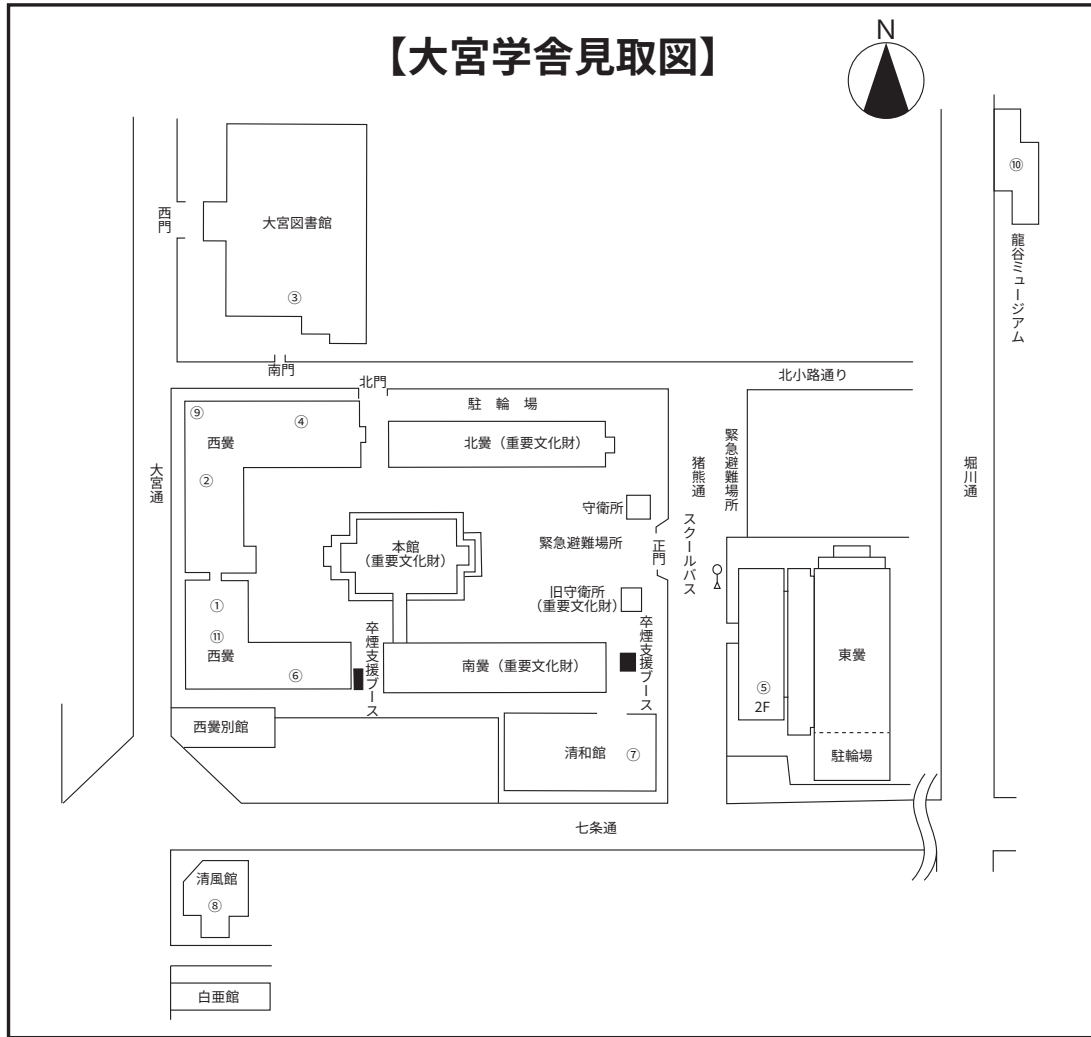 【大宮学舎見取図】
N
⑩
西門
大宮図書館
龍谷ミュージアム
③
南門
北門
北小路通り
駐輪場
⑨
④
西黌
北黌（重要文化財）
緊急避難場所
猪熊通
堀川通
大宮通
②
守衛所
スクールバス
本館
（重要文化財）
緊急避難場所
正門
旧守衛所
（重要文化財）
①
⑪
西黌
卒煙支援ブース
卒煙支援ブース
東黌
南黌（重要文化財）
⑥
⑤
2F
西黌別館
清和館
⑦
駐輪場
七条通
清風館
⑧
白亜館